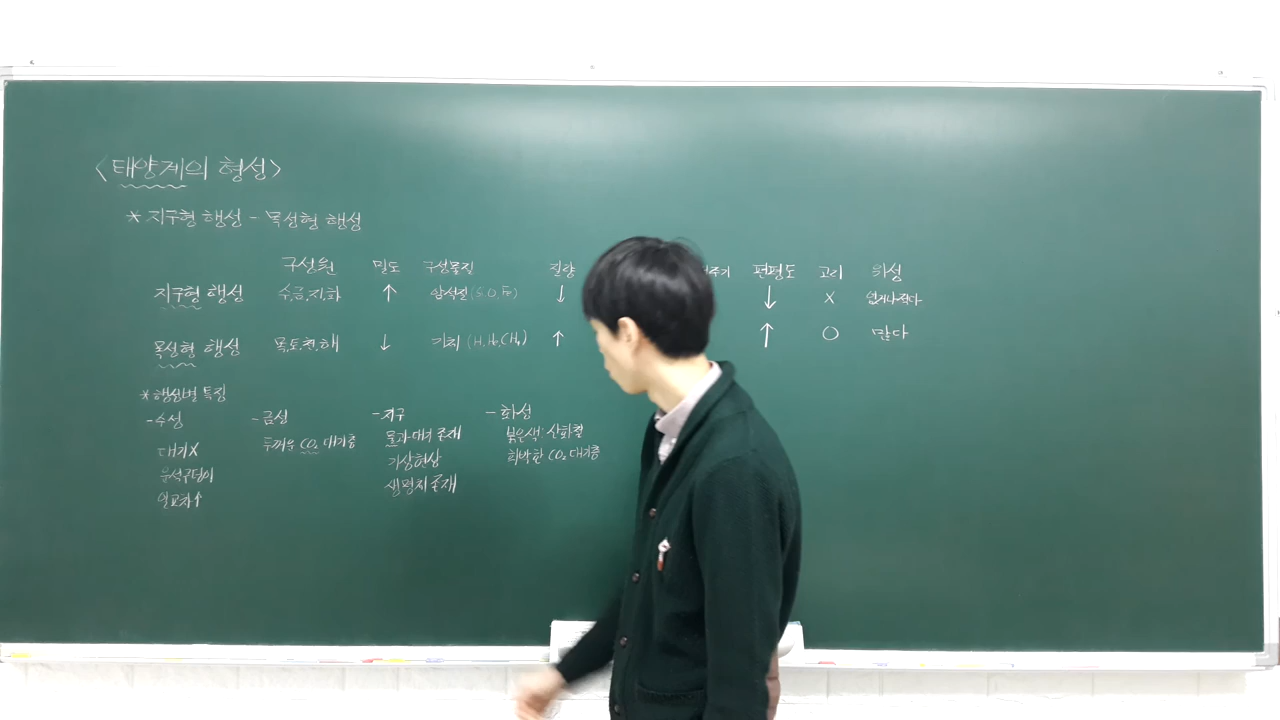 <태양계의 형성>
* 지구형 행성 - 목성형 행성
구성원 밀도 구성물질 질량 편평도 고리 위성
지구형 행성 수,금,지,화 ↑ 암석질 (Si,O,Fe) ↓ ↓ X 없거나적다
목성형 행성 목,토,천,해 ↓ 기체 (H,He,CH₄) ↑ ↑ O 많다
* 행성별 특징
- 수성 - 금성 - 지구 - 화성
대기X 두꺼운 CO₂ 대기층 물과대기 존재 붉은색: 산화철
운석구덩이 기상현상 희박한 CO₂ 대기층
일교차↑ 생명체 존재